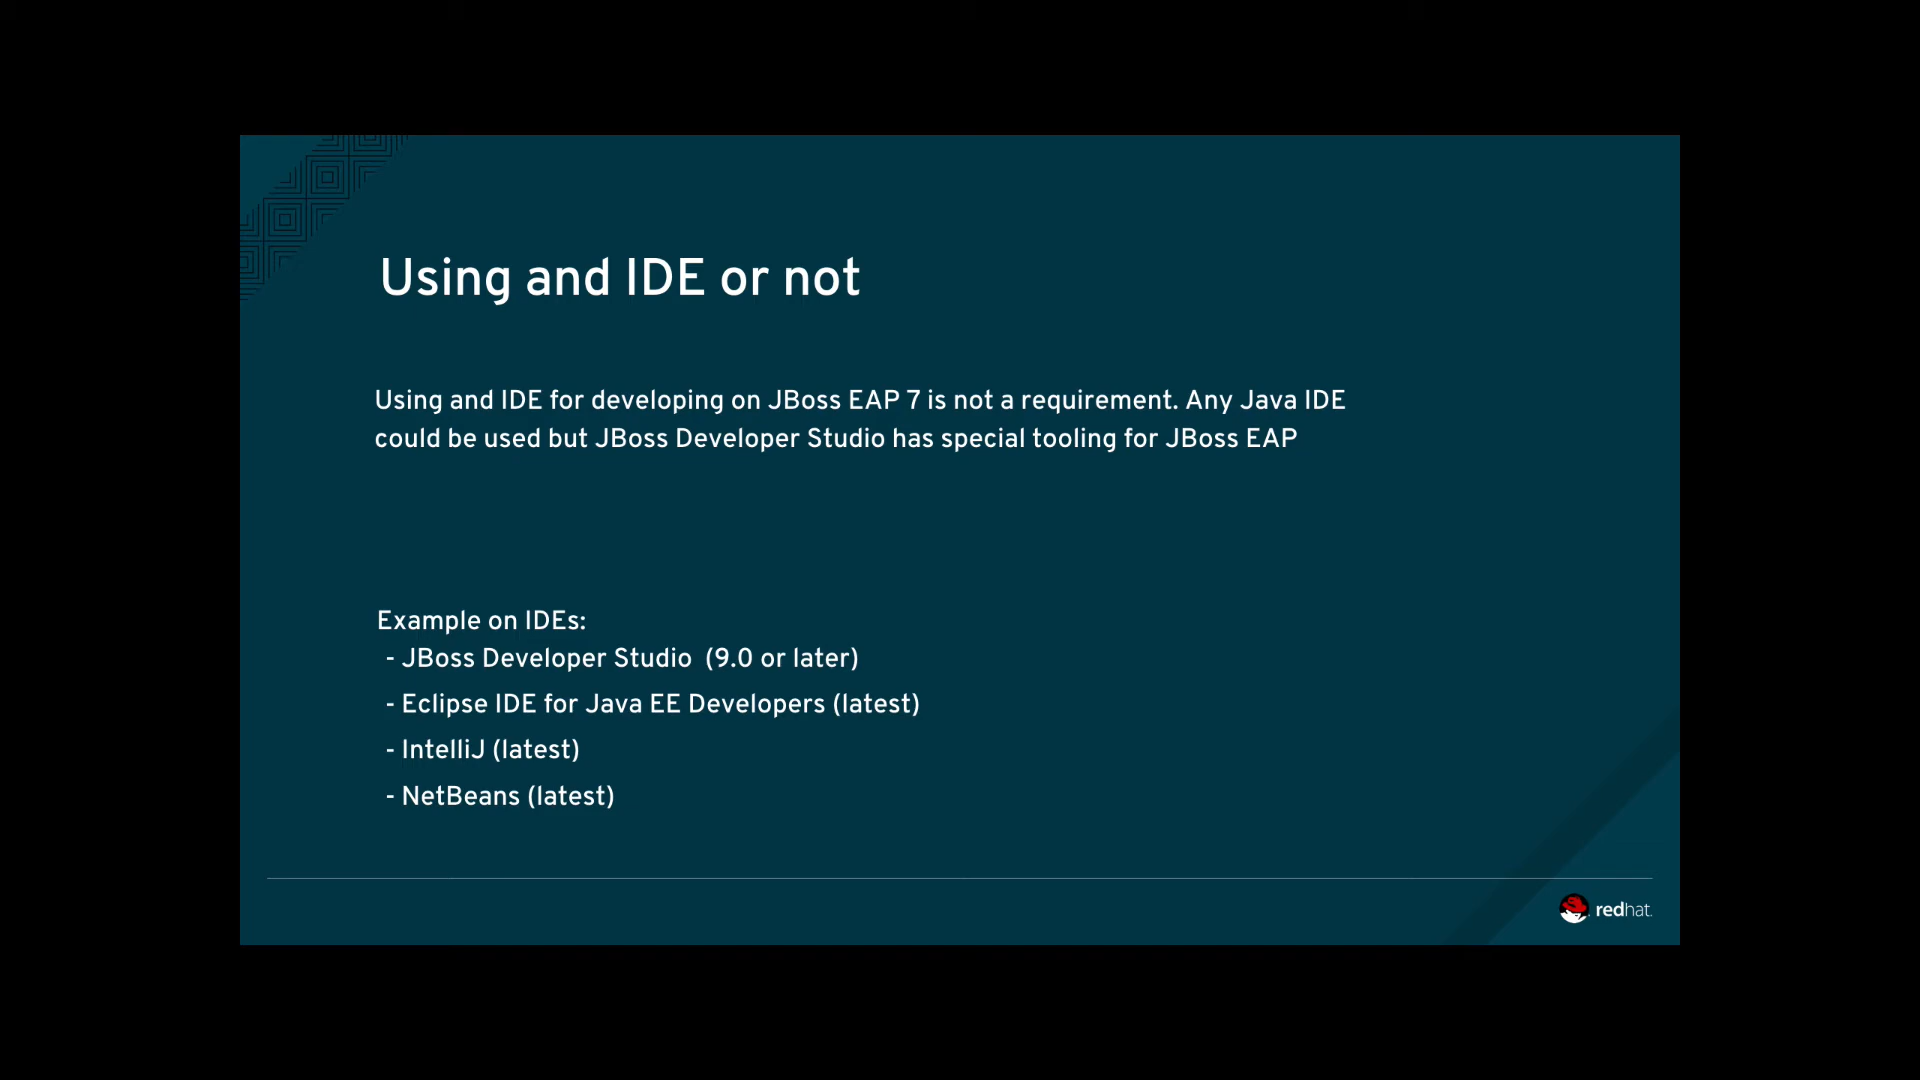 Using and IDE or not
Using and IDE for developing on JBoss EAP 7 is not a requirement. Any Java IDE
could be used but JBoss Developer Studio has special tooling for JBoss EAP
Example on IDEs:
- JBoss Developer Studio  (9.0 or later)
- Eclipse IDE for Java EE Developers (latest)
- IntelliJ (latest)
- NetBeans (latest)
redhat.